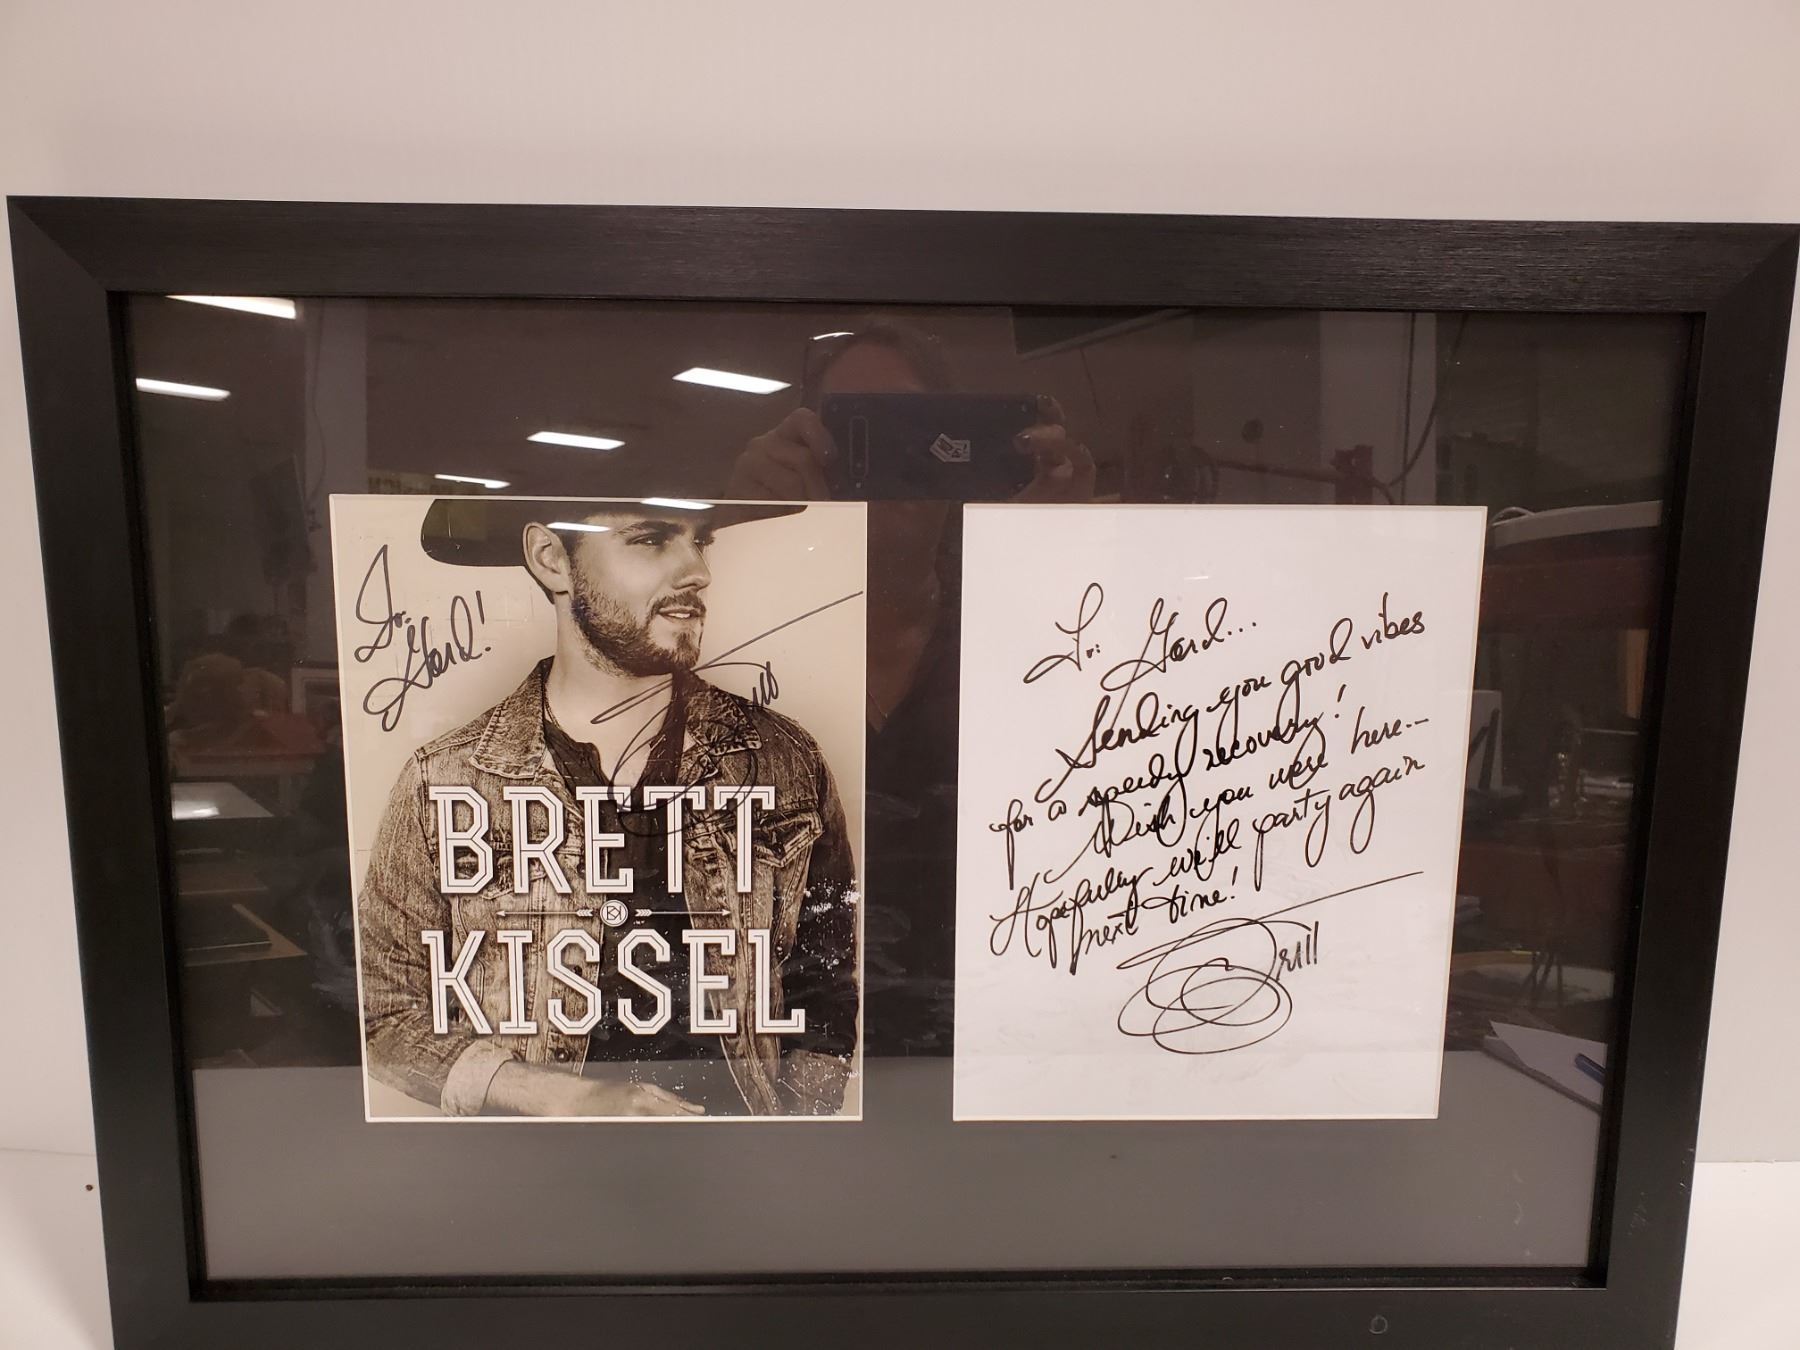 To:
Gord!
BRETT
BK
KISSEL
To: Gord...
Sending you good vibes
for a speedy recovery!
Wish you were here...
Hopefully we'll party again
next time!